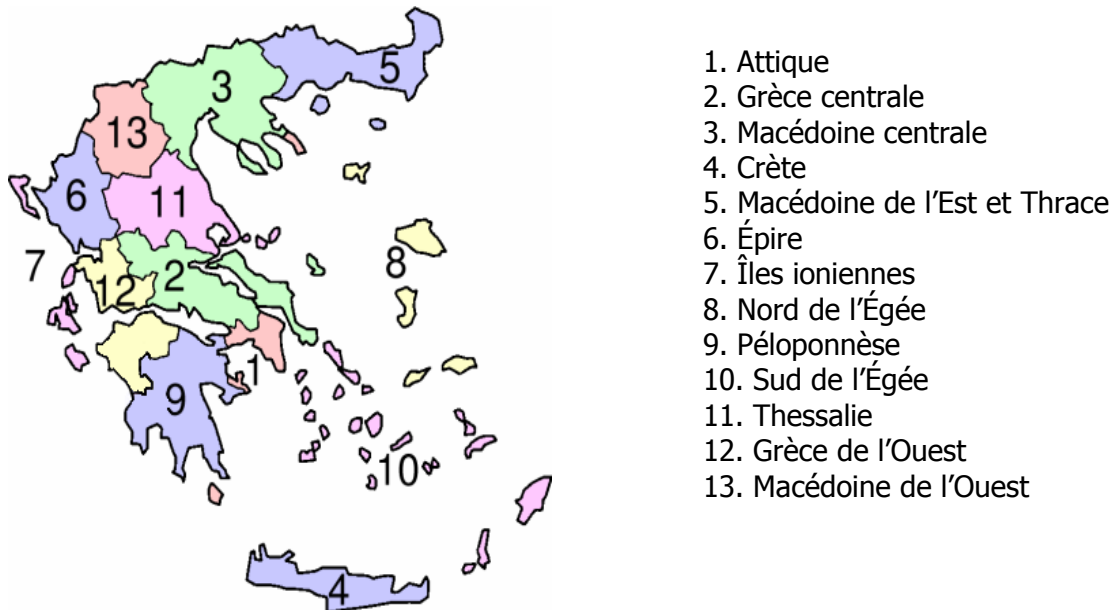 5
3
13
6
11
7
8
2
12
1
9
10
4
1. Attique
2. Grèce centrale
3. Macédoine centrale
4. Crète
5. Macédoine de l’Est et Thrace
6. Épire
7. Îles ioniennes
8. Nord de l’Égée
9. Péloponnèse
10. Sud de l’Égée
11. Thessalie
12. Grèce de l’Ouest
13. Macédoine de l’Ouest